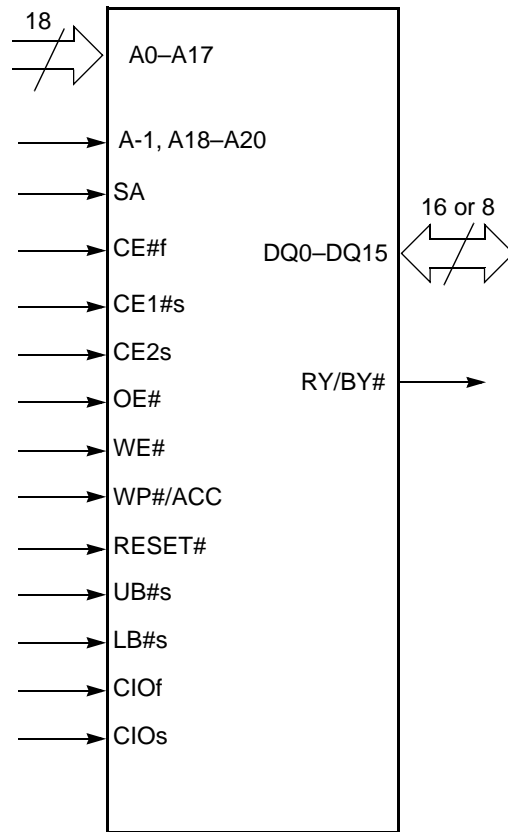 18
A0–A17
A-1, A18–A20
SA
16 or 8
CE#f
DQ0–DQ15
CE1#s
CE2s
RY/BY#
OE#
WE#
WP#/ACC
RESET#
UB#s
LB#s
CIOf
CIOs